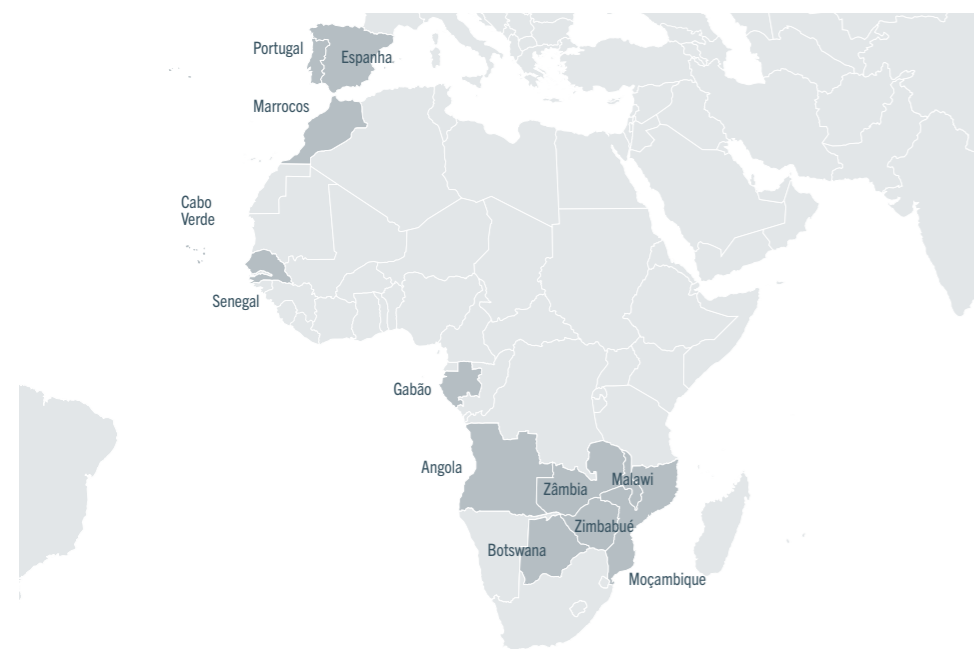 Portugal
Espanha
Marrocos
Cabo
Verde
Senegal
Gabão
Angola
Malawi
Zâmbia
Zimbabué
Botswana
Moçambique